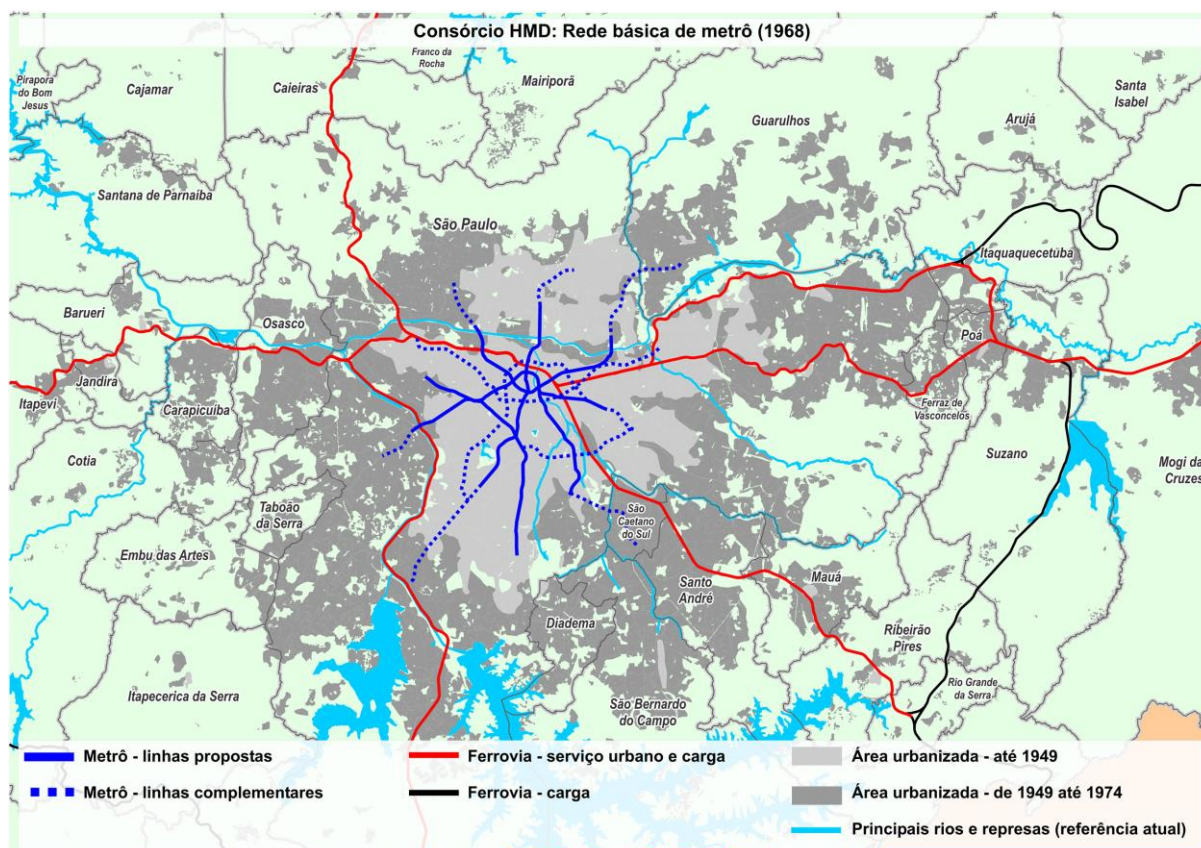 Consórcio HMD: Rede básica de metrô (1968)
Franco da
Rocha
Pirapora
do Bom
Jesus
Cajamar
Caieiras
Mairiporã
Santa
Isabel
Guarulhos
Arujá
Santana de Parnaíba
São Paulo
Itaquaquecetuba
Barueri
Osasco
Poá
Jandira
Itapevi
Carapicuíba
Ferraz de
Vasconcelos
Cotia
Suzano
Mogi da
Cruzes
Taboão
da Serra
São
Caetano
do Sul
Embu das Artes
Santo
André
Mauá
Diadema
Ribeirão
Pires
Itapecerica da Serra
Rio Grande
da Serra
São Bernardo
do Campo
Metrô - linhas propostas
Metrô - linhas complementares
Ferrovia - serviço urbano e carga
Ferrovia - carga
Área urbanizada - até 1949
Área urbanizada - de 1949 até 1974
Principais rios e represas (referência atual)